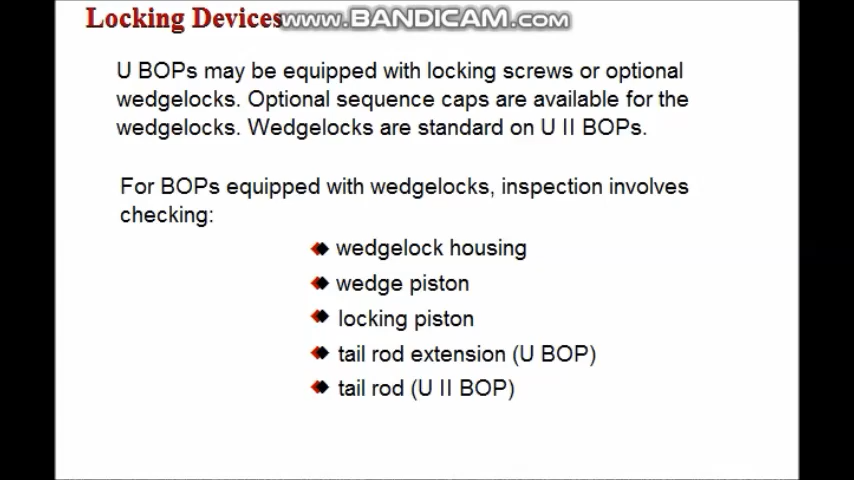 Locking Devices
www.BANDICAM.com
U BOPs may be equipped with locking screws or optional
wedgelocks. Optional sequence caps are available for the
wedgelocks. Wedgelocks are standard on U II BOPs.
For BOPs equipped with wedgelocks, inspection involves
checking:
wedgelock housing
wedge piston
locking piston
tail rod extension (U BOP)
tail rod (U II BOP)